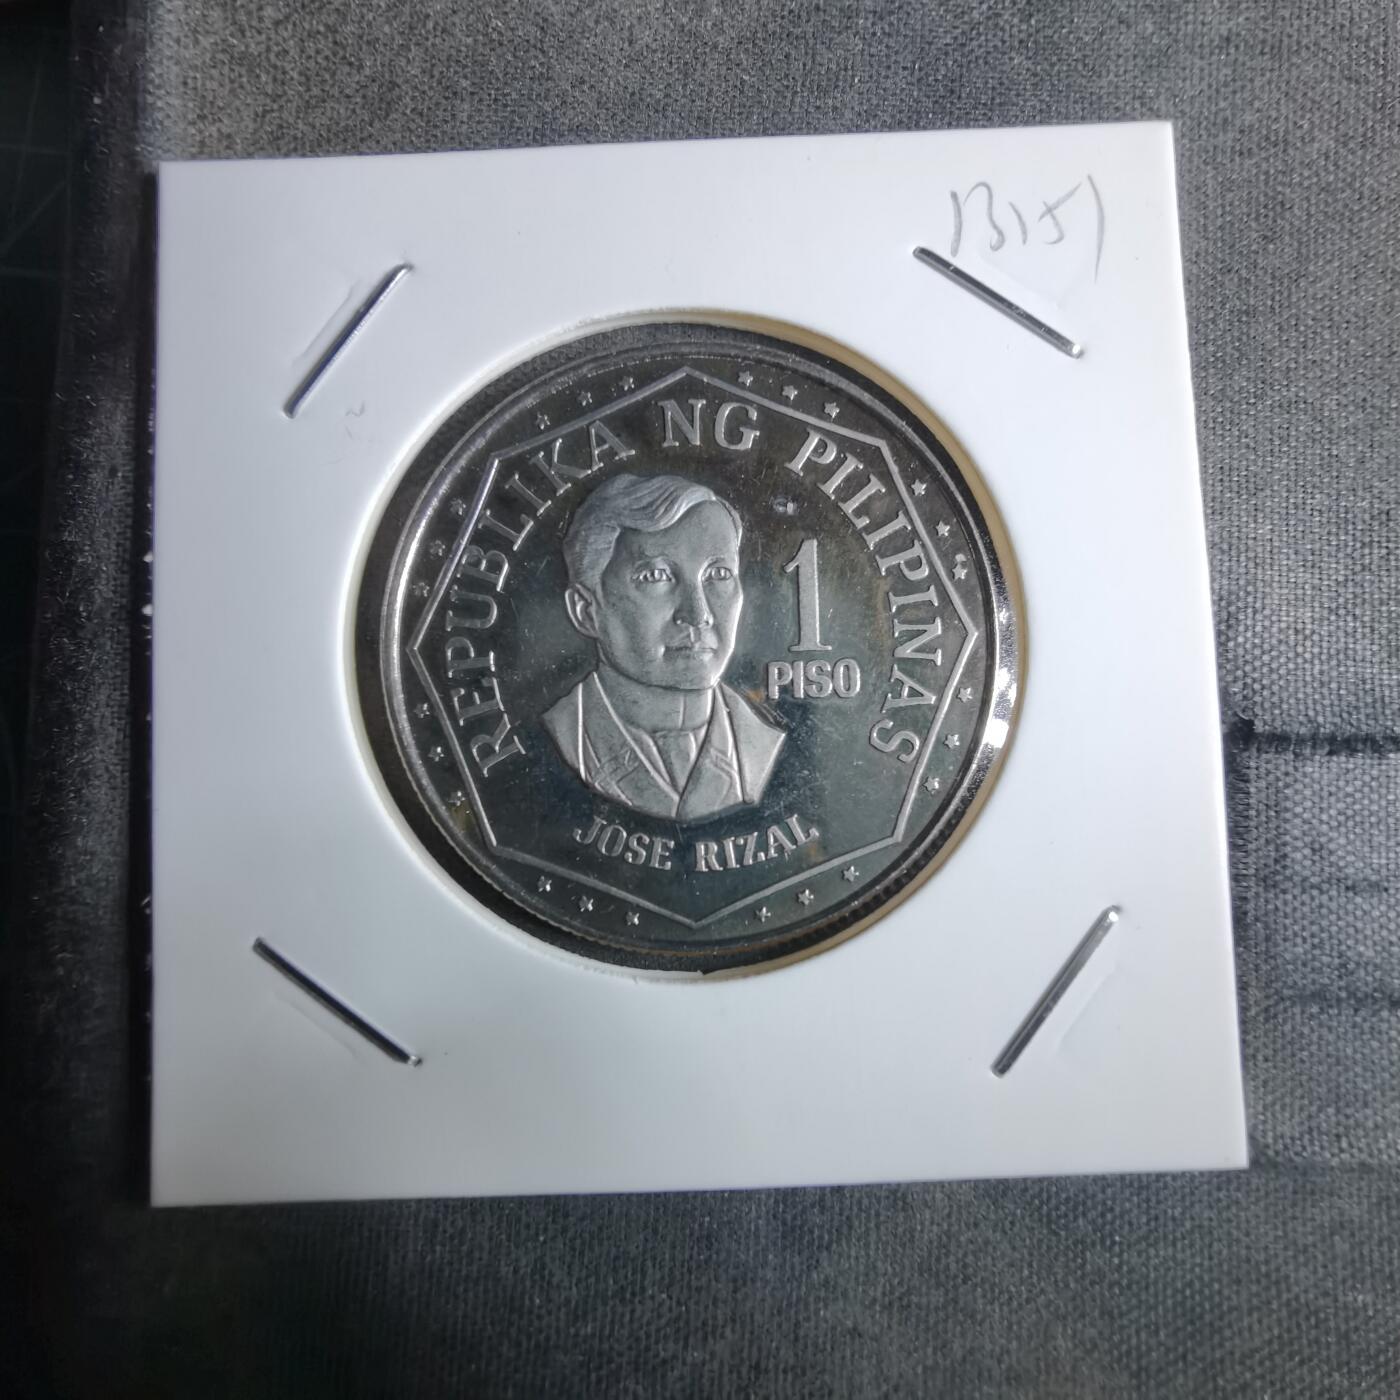 B151
REPUBLIKA NG PILIPINAS
1
PISO
JOSE RIZAL